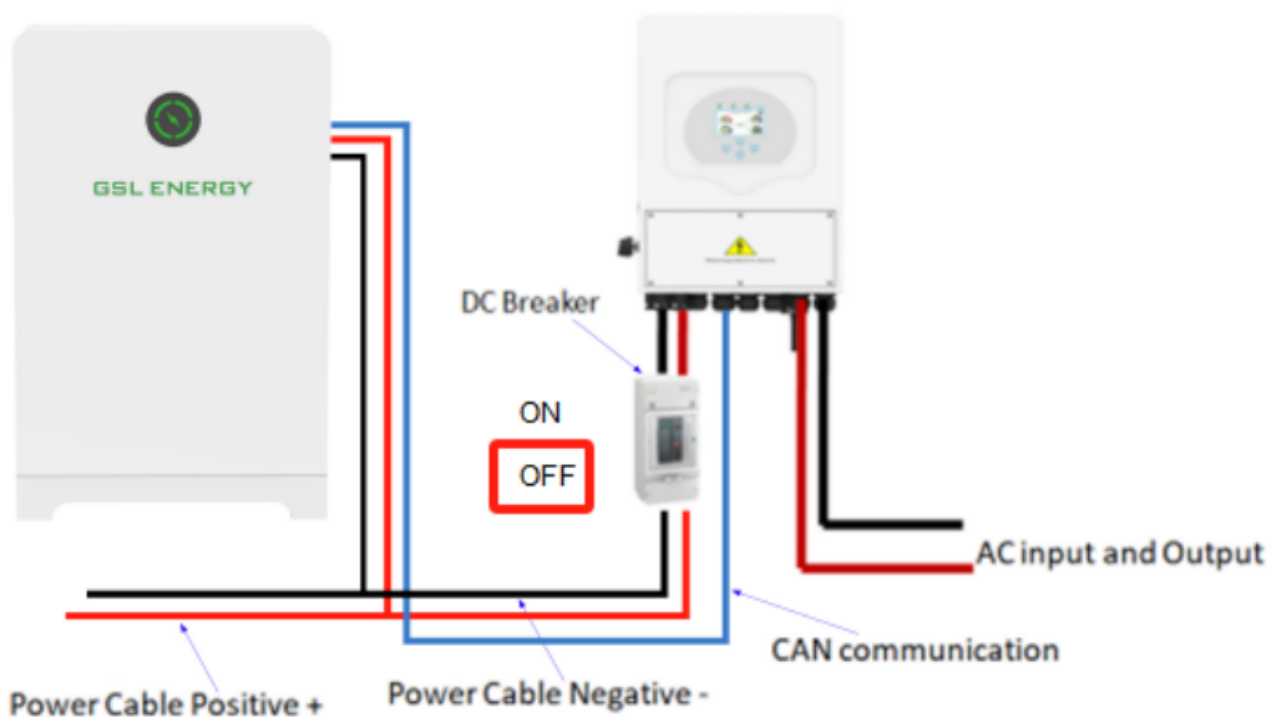 GSL ENERGY
DC Breaker
ON
OFF
AC input and Output
CAN communication
Power Cable Negative -
Power Cable Positive +